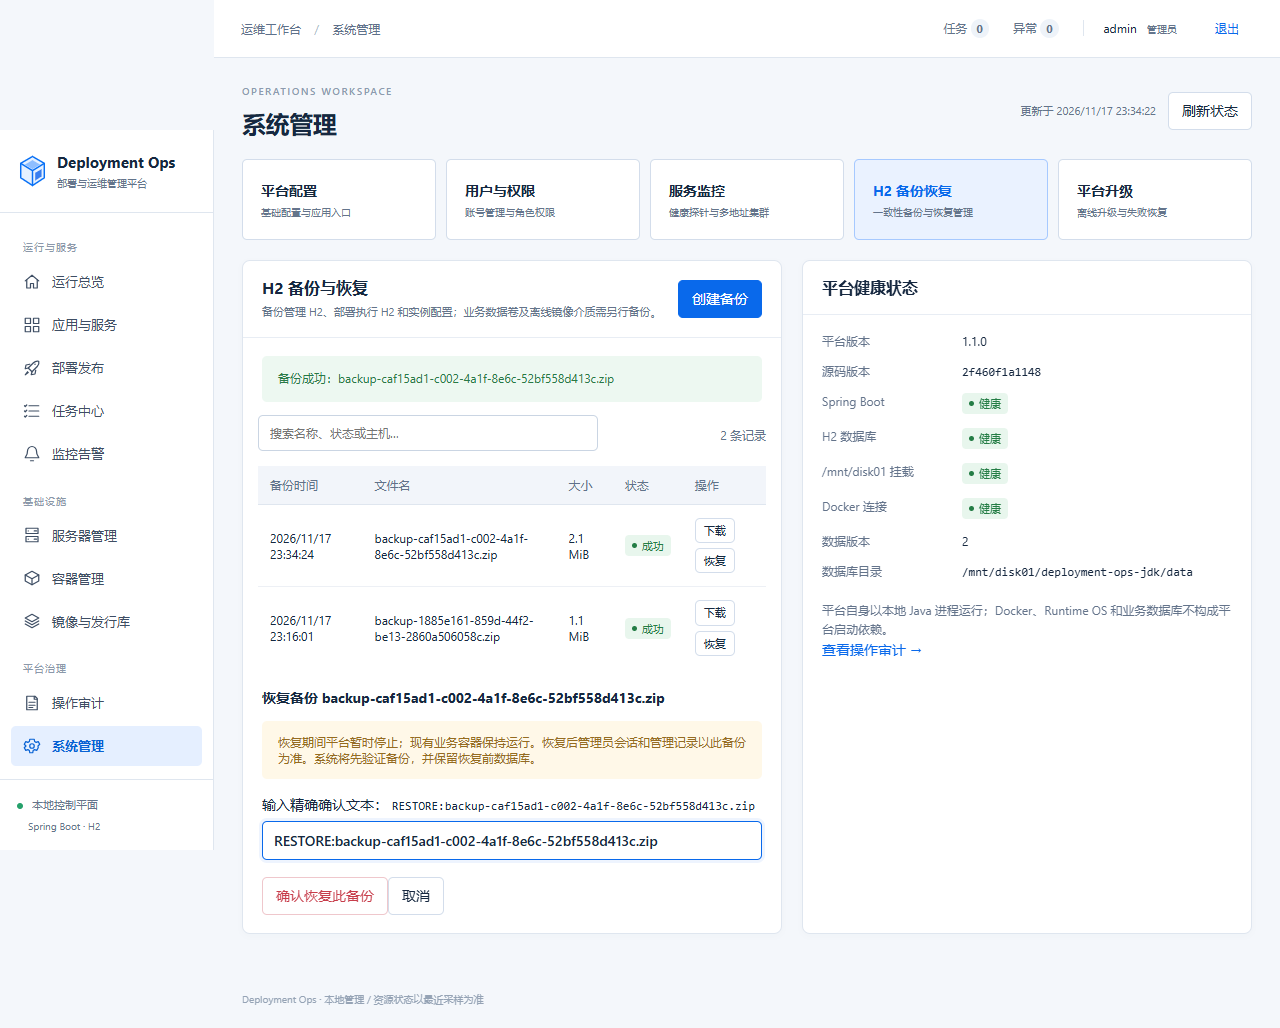 运维工作台 / 系统管理
任务 0 异常 0 admin 管理员 退出
Deployment Ops
部署与运维管理平台
运行与服务
运行总览
应用与服务
部署发布
任务中心
监控告警
基础设施
服务器管理
容器管理
镜像与发行库
平台治理
操作审计
系统管理
本地控制平面
Spring Boot · H2
OPERATIONS WORKSPACE
系统管理
更新于 2026/11/17 23:34:22 刷新状态
平台配置
基础配置与应用入口
用户与权限
账号管理与角色权限
服务监控
健康探针与多地址集群
H2 备份恢复
一致性备份与恢复管理
平台升级
离线升级与失败恢复
H2 备份与恢复
备份管理 H2、部署执行 H2 和实例配置；业务数据卷及离线镜像介质需另行备份。
创建备份
备份成功：backup-caf15ad1-c002-4a1f-8e6c-52bf558d413c.zip
搜索名称、状态或主机...
2 条记录
备份时间 文件名 大小 状态 操作
2026/11/17
23:34:24
backup-caf15ad1-c002-4a1f-
8e6c-52bf558d413c.zip
2.1
MiB
成功
下载
恢复
2026/11/17
23:16:01
backup-1885e161-859d-44f2-
be13-2860a506058c.zip
1.1
MiB
成功
下载
恢复
恢复备份 backup-caf15ad1-c002-4a1f-8e6c-52bf558d413c.zip
恢复期间平台暂时停止；现有业务容器保持运行。恢复后管理员会话和管理记录以此备份
为准。系统将先验证备份，并保留恢复前数据库。
输入精确确认文本： RESTORE:backup-caf15ad1-c002-4a1f-8e6c-52bf558d413c.zip
RESTORE:backup-caf15ad1-c002-4a1f-8e6c-52bf558d413c.zip
确认恢复此备份 取消
平台健康状态
平台版本 1.1.0
源码版本 2f460f1a1148
Spring Boot 健康
H2 数据库 健康
/mnt/disk01 挂载 健康
Docker 连接 健康
数据版本 2
数据库目录 /mnt/disk01/deployment-ops-jdk/data
平台自身以本地 Java 进程运行；Docker、Runtime OS 和业务数据库不构成平
台启动依赖。
查看操作审计 →
Deployment Ops · 本地管理 / 资源状态以最近采样为准